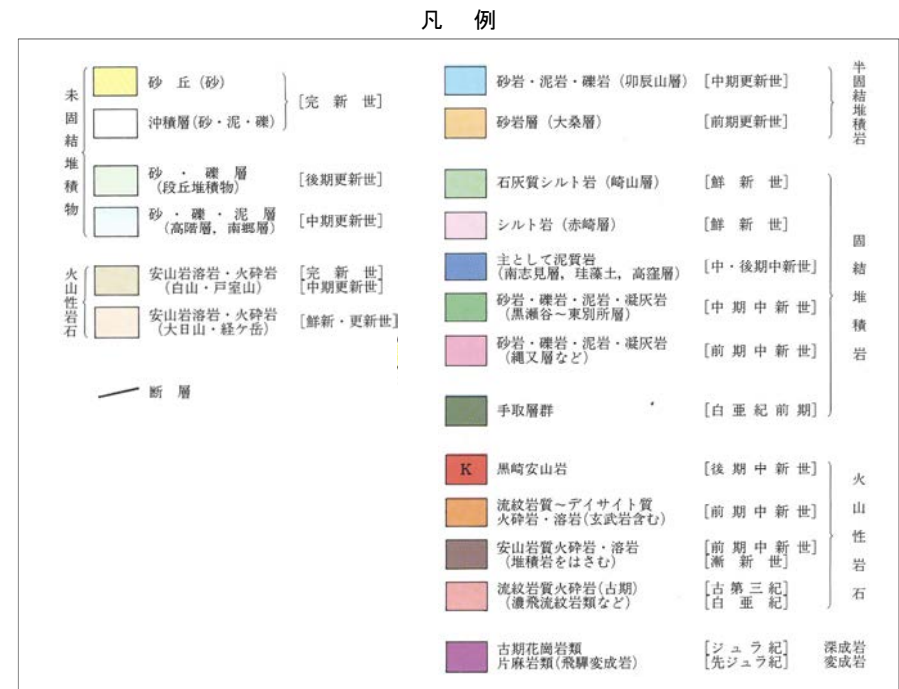 凡 例
未固結堆積物
砂 丘 (砂)
沖積層(砂・泥・礫)
[完 新 世]
砂 ・ 礫 層
(段丘堆積物)
[後期更新世]
砂 ・ 礫 ・ 泥 層
(高階層, 南郷層)
[中期更新世]
火山性岩石
安山岩溶岩・火砕岩
(白山・戸室山)
[完 新 世]
[中期更新世]
安山岩溶岩・火砕岩
(大日山・経ケ岳)
[鮮新・更新世]
断 層
半固結堆積岩
砂岩・泥岩・礫岩 (卯辰山層)
[中期更新世]
砂岩層 (大桑層)
[前期更新世]
固結堆積岩
石灰質シルト岩 (崎山層)
[鮮 新 世]
シルト岩 (赤崎層)
[鮮 新 世]
主として泥質岩
(南志見層, 珪藻土, 高窪層)
[中・後期中新世]
砂岩・礫岩・泥岩・凝灰岩
(黒瀬谷～東別所層)
[中 期 中 新 世]
砂岩・礫岩・泥岩・凝灰岩
(縄又層など)
[前 期 中 新 世]
手取層群
[白 亜 紀 前 期]
火山性岩石
K
黒崎安山岩
[後 期 中 新 世]
流紋岩質～デイサイト質
火砕岩・溶岩(玄武岩含む)
[前 期 中 新 世]
安山岩質火砕岩・溶岩
(堆積岩をはさむ)
[前 期 中 新 世]
[漸 新 世]
流紋岩質火砕岩(古期)
(濃飛流紋岩類など)
[古 第 三 紀]
[白 亜 紀]
古期花崗岩類
片麻岩類(飛騨変成岩)
[ジ ュ ラ 紀]
[先ジュラ紀]
深成岩
変成岩